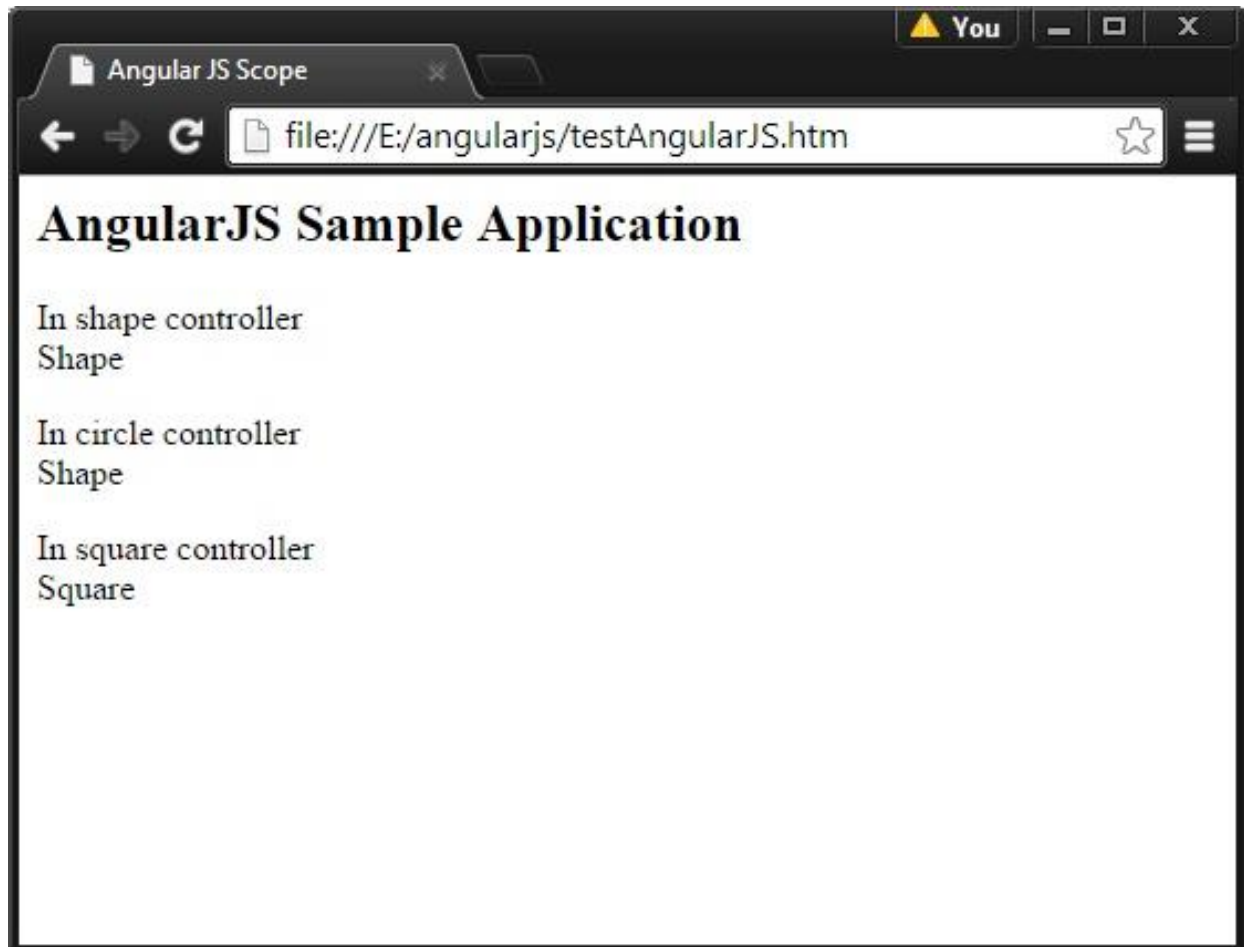 You
Angular JS Scope
file:///E:/angularjs/testAngularJS.htm
AngularJS Sample Application
In shape controller
Shape
In circle controller
Shape
In square controller
Square